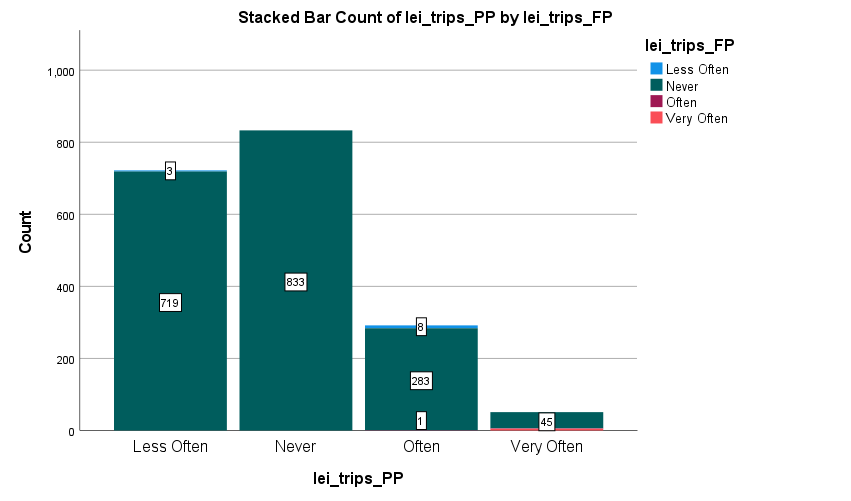 Stacked Bar Count of lei_trips_PP by lei_trips_FP
lei_trips_FP
Less Often
Never
Often
Very Often
Count
1,000
800
600
400
200
0
3
719
833
8
283
1
45
Less Often
Never
Often
Very Often
lei_trips_PP